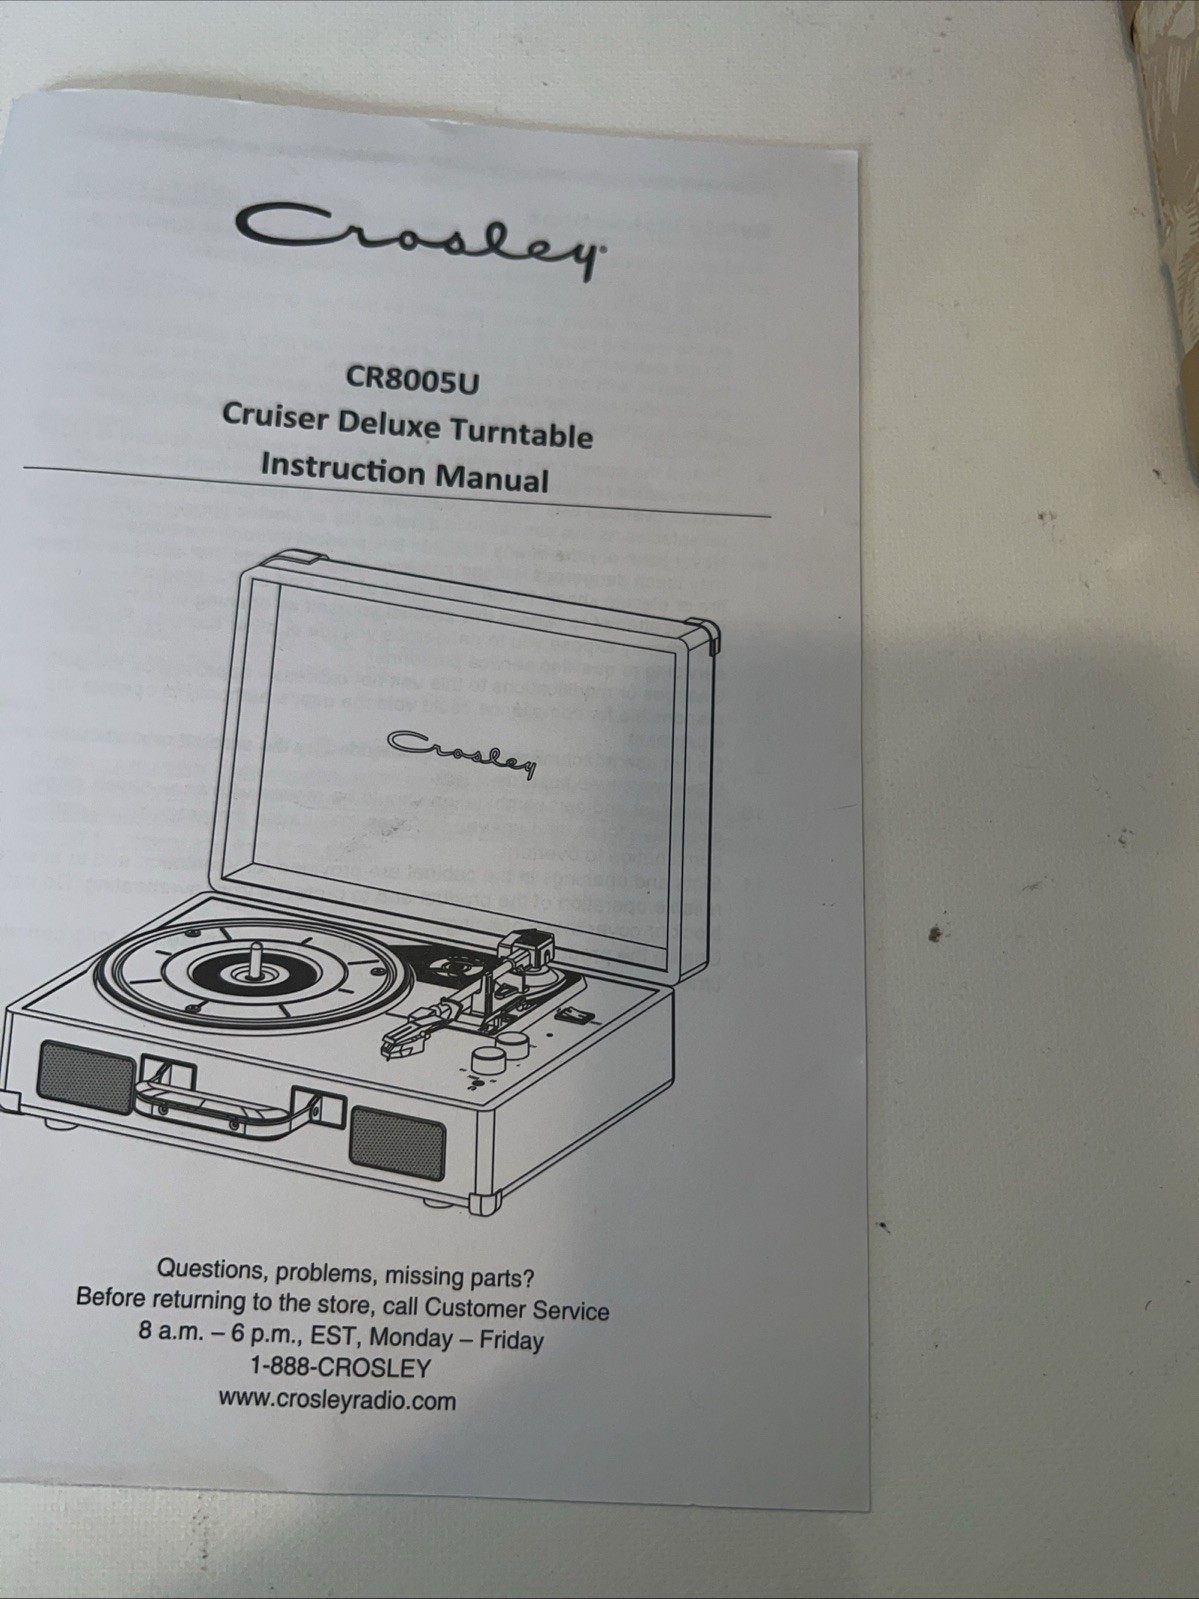 Crosley
CR8005U
Cruiser Deluxe Turntable
Instruction Manual
Crosley
Questions, problems, missing parts?
Before returning to the store, call Customer Service
8 a.m. – 6 p.m., EST, Monday – Friday
1-888-CROSLEY
www.crosleyradio.com